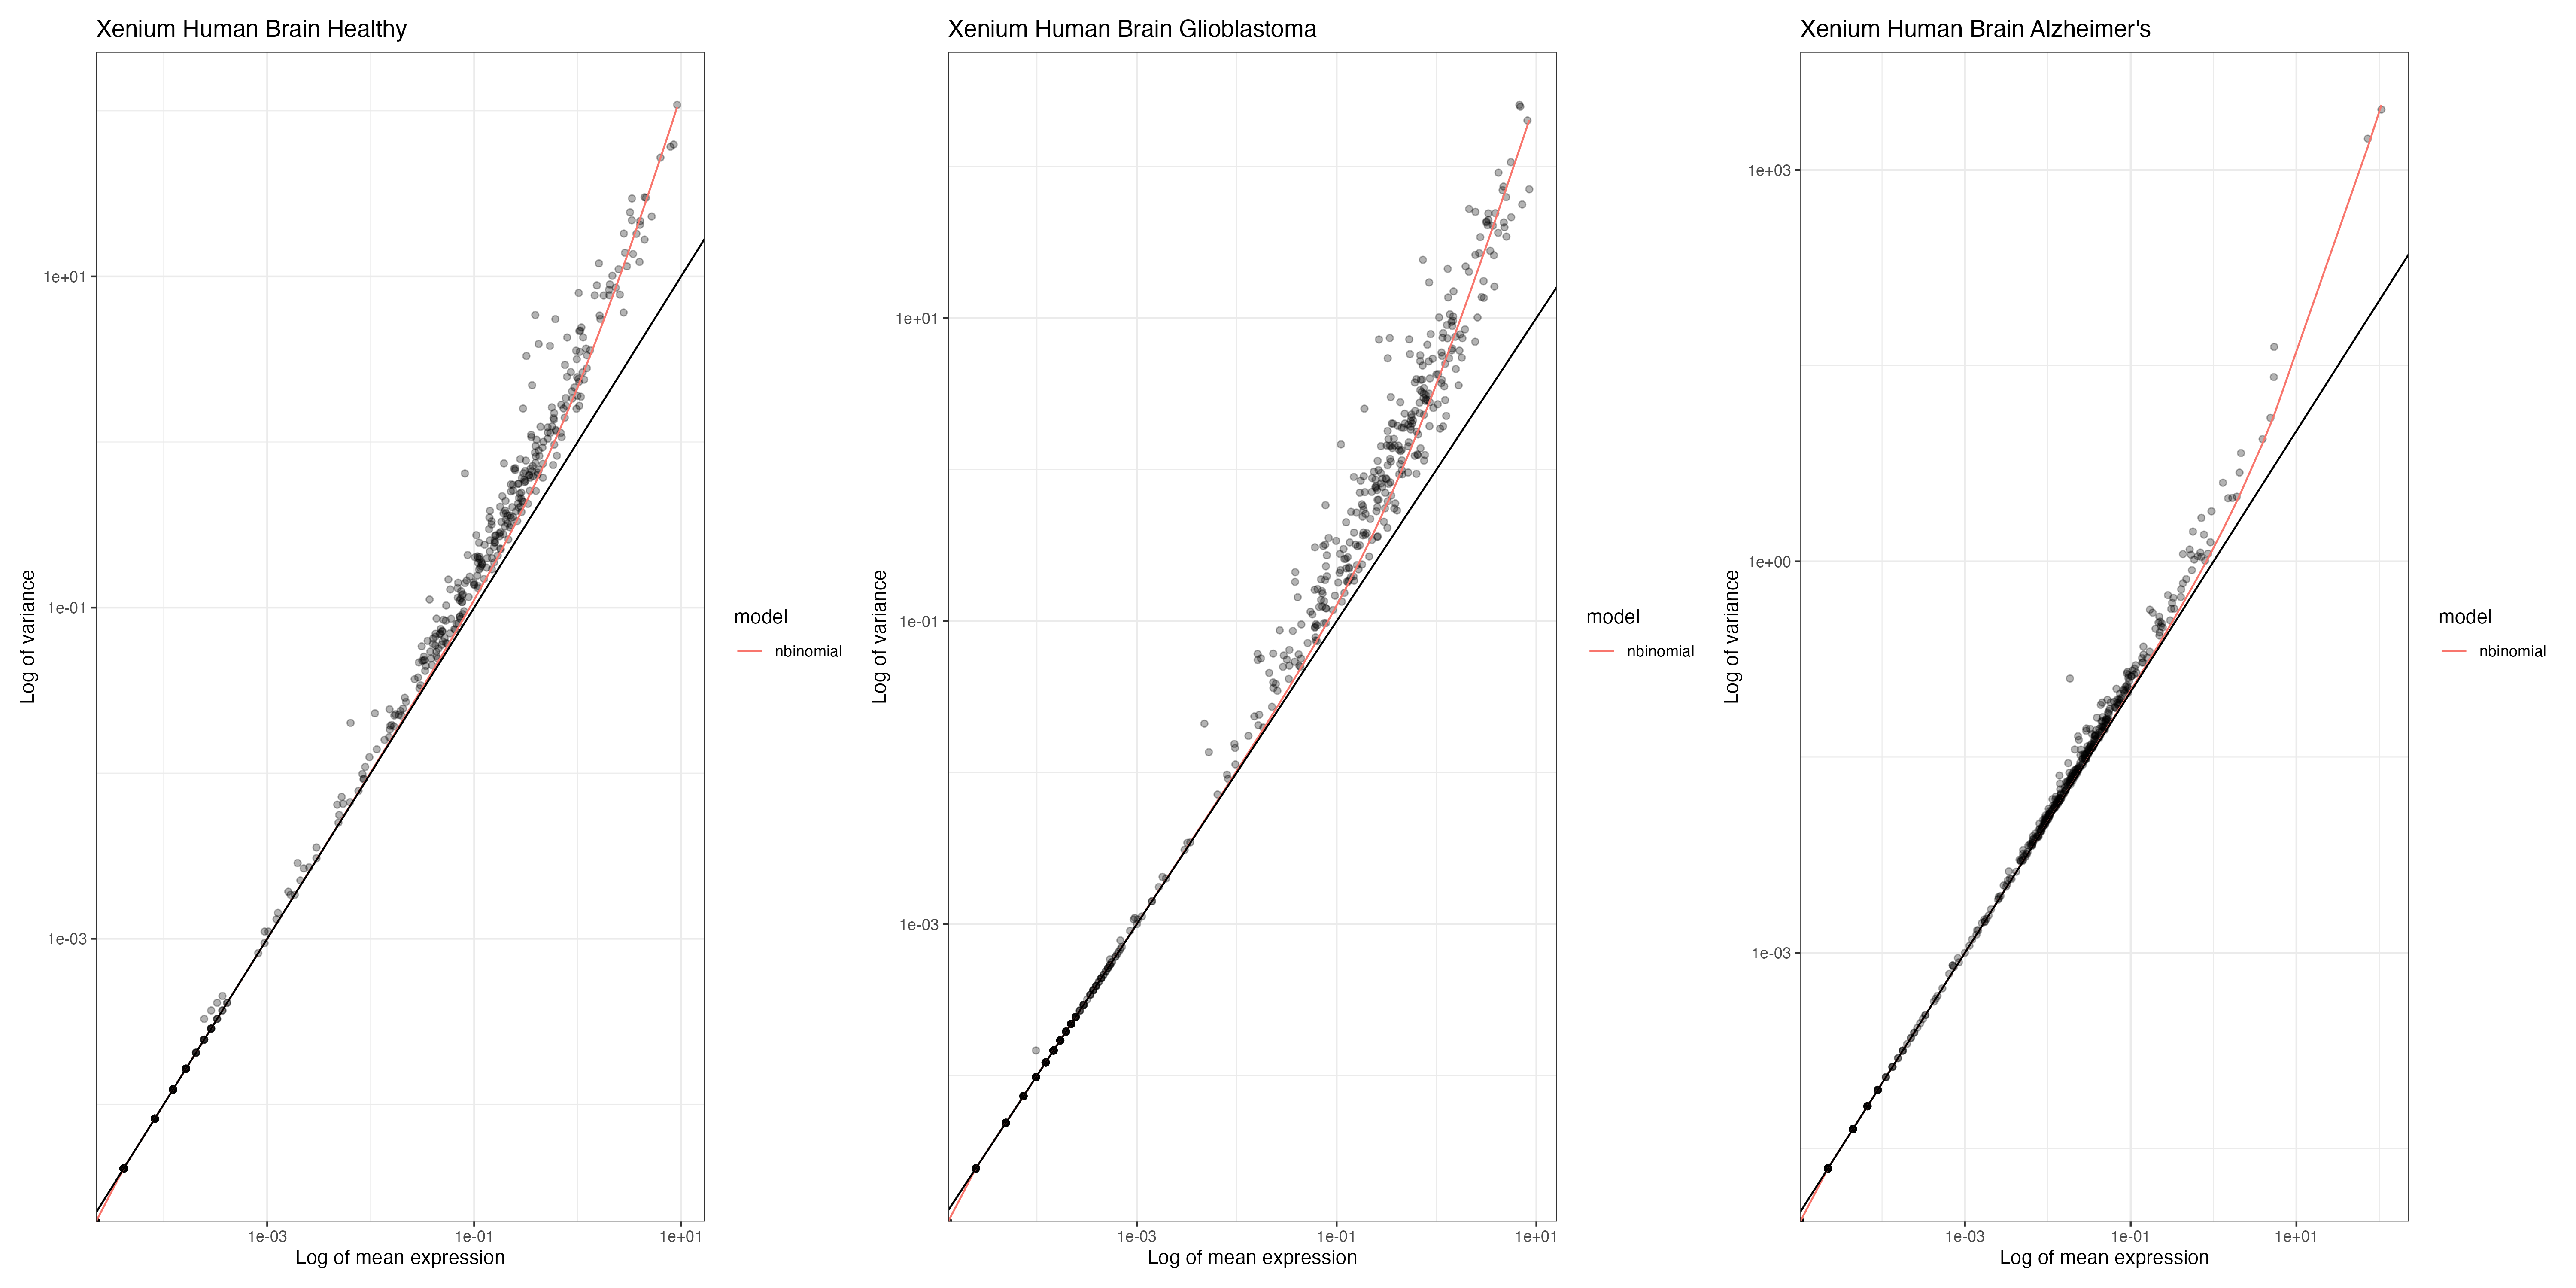 Xenium Human Brain Healthy
1e+01
1e-01
1e-03
1e-03
1e-01
1e+01
Log of mean expression
Log of variance
model
nbinomial
Xenium Human Brain Glioblastoma
1e+01
1e-01
1e-03
1e-03
1e-01
1e+01
Log of mean expression
Log of variance
model
nbinomial
Xenium Human Brain Alzheimer's
1e+03
1e+00
1e-03
1e-03
1e-01
1e+01
Log of mean expression
Log of variance
model
nbinomial